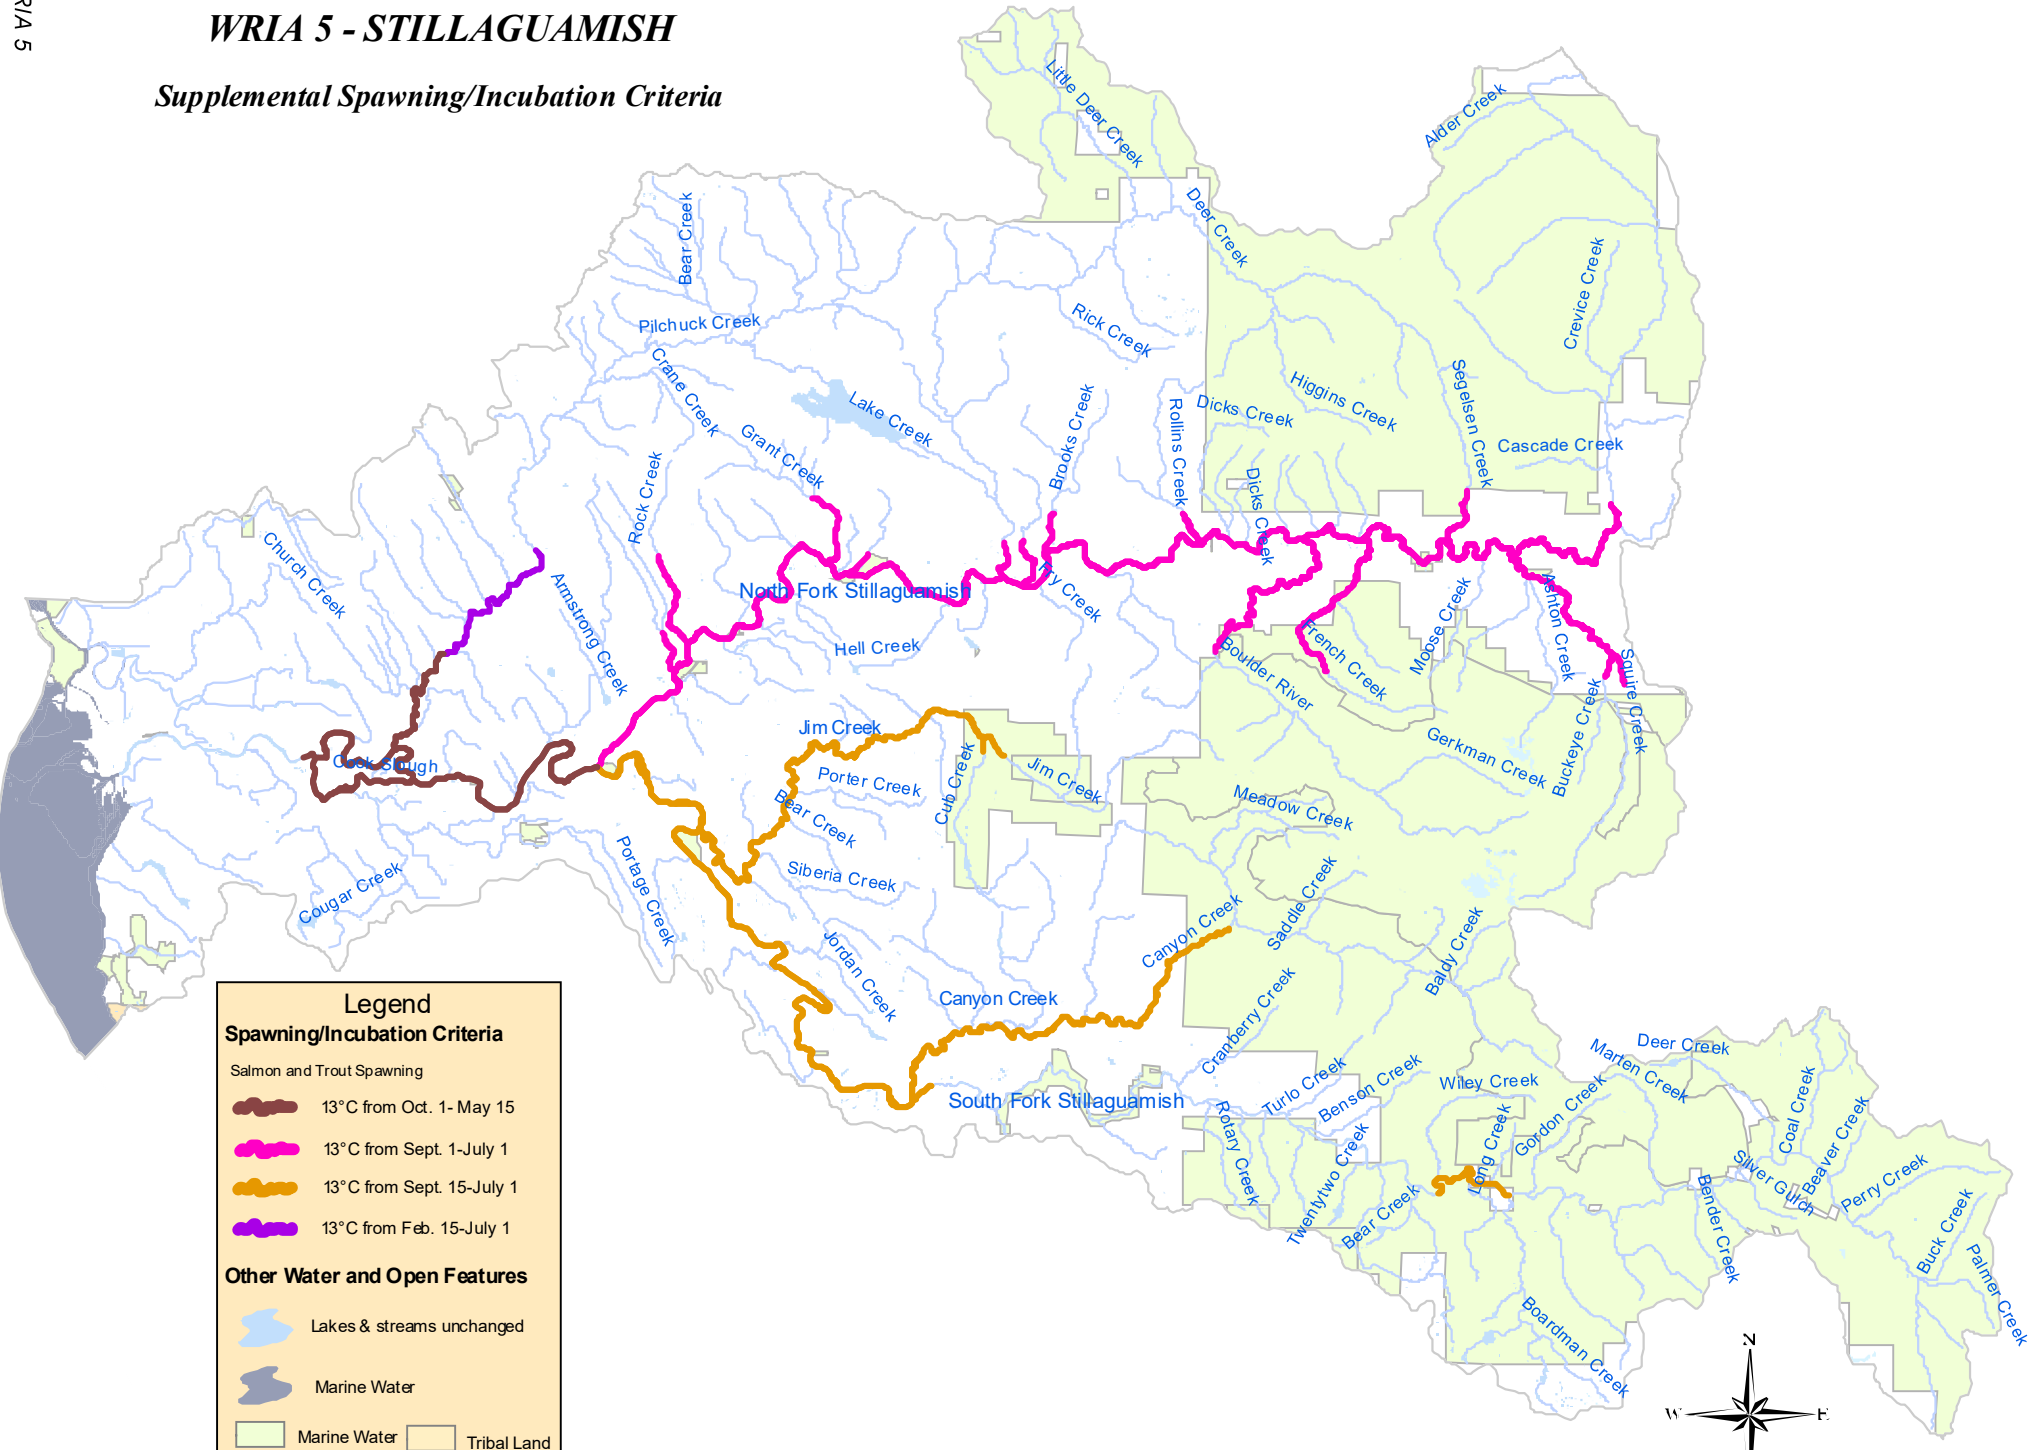 RIA 5
WRIA 5 - STILLAGUAMISH
Supplemental Spawning/Incubation Criteria
Little Deer Creek
Alder Creek
Deer Creek
Bear Creek
Crevice Creek
Pilchuck Creek
Rick Creek
Crane Creek
Lake Creek
Grant Creek
Rock Creek
Brooks Creek
Rollins Creek
Dicks Creek
Higgins Creek
Segelsen Creek
Cascade Creek
Dicks Creek
Church Creek
Armstrong Creek
North Fork Stillaguamish
Fry Creek
Hell Creek
Boulder River
French Creek
Moose Creek
Ashton Creek
Squire Creek
Buckeye Creek
Gerkman Creek
Cook Slough
Jim Creek
Jim Creek
Porter Creek
Cub Creek
Bear Creek
Meadow Creek
Siberia Creek
Portage Creek
Cougar Creek
Saddle Creek
Canyon Creek
Jordan Creek
Baldy Creek
Canyon Creek
Cranberry Creek
South Fork Stillaguamish
Turlo Creek
Benson Creek
Wiley Creek
Marten Creek
Deer Creek
Rotary Creek
Twentytwo Creek
Bear Creek
Long Creek
Gordon Creek
Coal Creek
Beaver Creek
Silver Gulch
Bender Creek
Perry Creek
Buck Creek
Palmer Creek
Boardman Creek
Legend
Spawning/Incubation Criteria
Salmon and Trout Spawning
13°C from Oct. 1- May 15
13°C from Sept. 1-July 1
13°C from Sept. 15-July 1
13°C from Feb. 15-July 1
Other Water and Open Features
Lakes & streams unchanged
Marine Water
Marine Water
Tribal Land
N
W
E